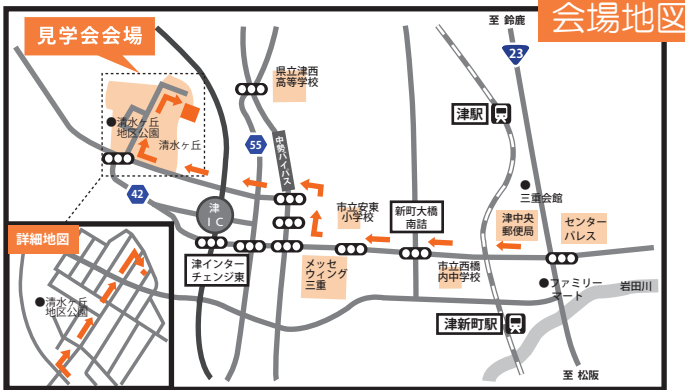 会場地図
見学会会場
至 鈴鹿
23
県立津西
高等学校
津駅
清水ヶ丘
地区公園
清水ヶ丘
55
中勢バイパス
42
三重会館
市立安東
小学校
新町大橋
南詰
津中央
郵便局
センター
パレス
津
IC
詳細地図
津インター
チェンジ東
メッセ
ウィング
三重
市立西橋
内中学校
ファミリー
マート
岩田川
清水ヶ丘
地区公園
津新町駅
至 松阪